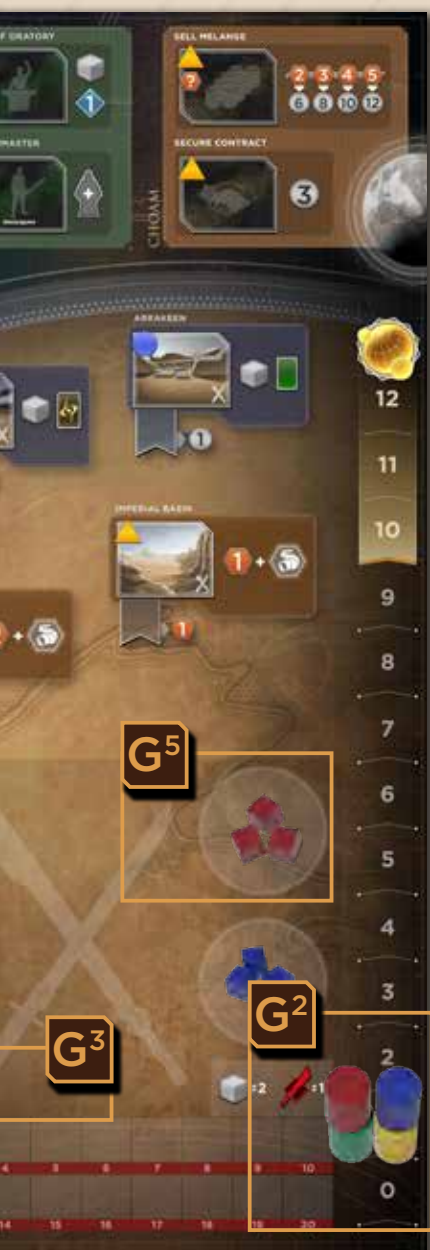 F ORATORY
1
MASTER
SELL MELANGE
?
2 3 4 5
6 8 10 12
SECURE CONTRACT
3
CHOAM
ARRAKEEN
X
1
X
IMPERIAL BASIN
X
1 +
1
+
12
11
10
9
8
7
6
5
4
3
2
0
G5
G3
G2
=2 =1
4 5 6 7 8 9 10
14 15 16 17 18 19 20